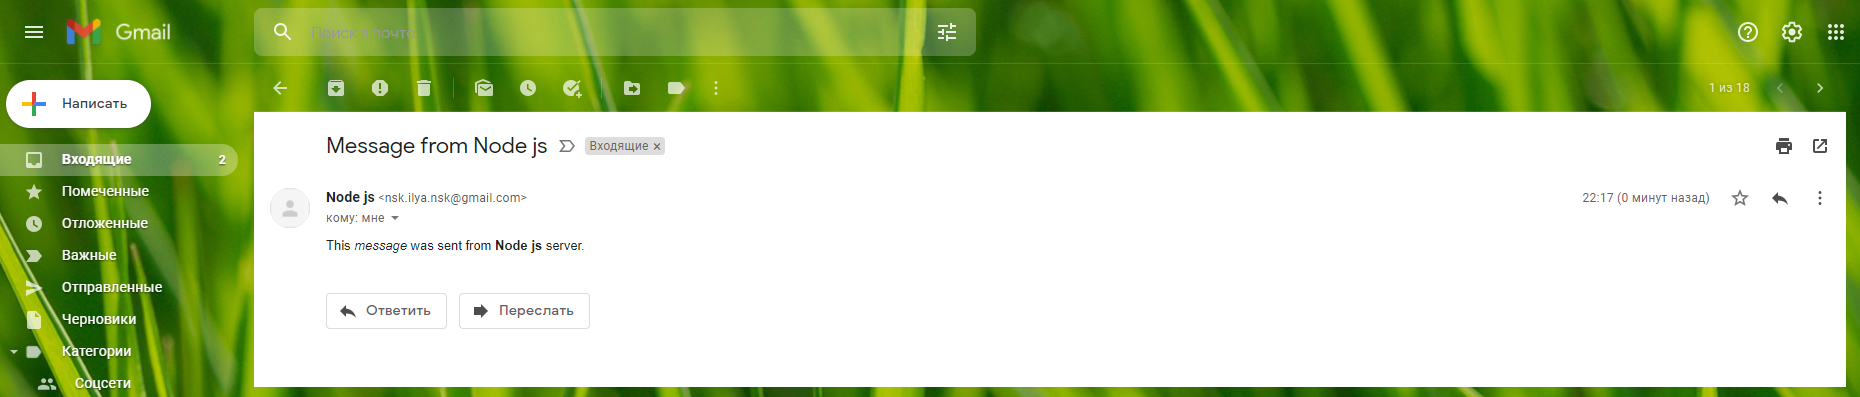 Gmail
Поиск в почте
Написать
1 из 18
Входящие 2
Помеченные
Отложенные
Важные
Отправленные
Черновики
Категории
Соцсети
Message from Node js Входящие ×
Node js <nsk.ilya.nsk@gmail.com> 22:17 (0 минут назад)
кому: мне
This message was sent from Node js server.
Ответить Переслать